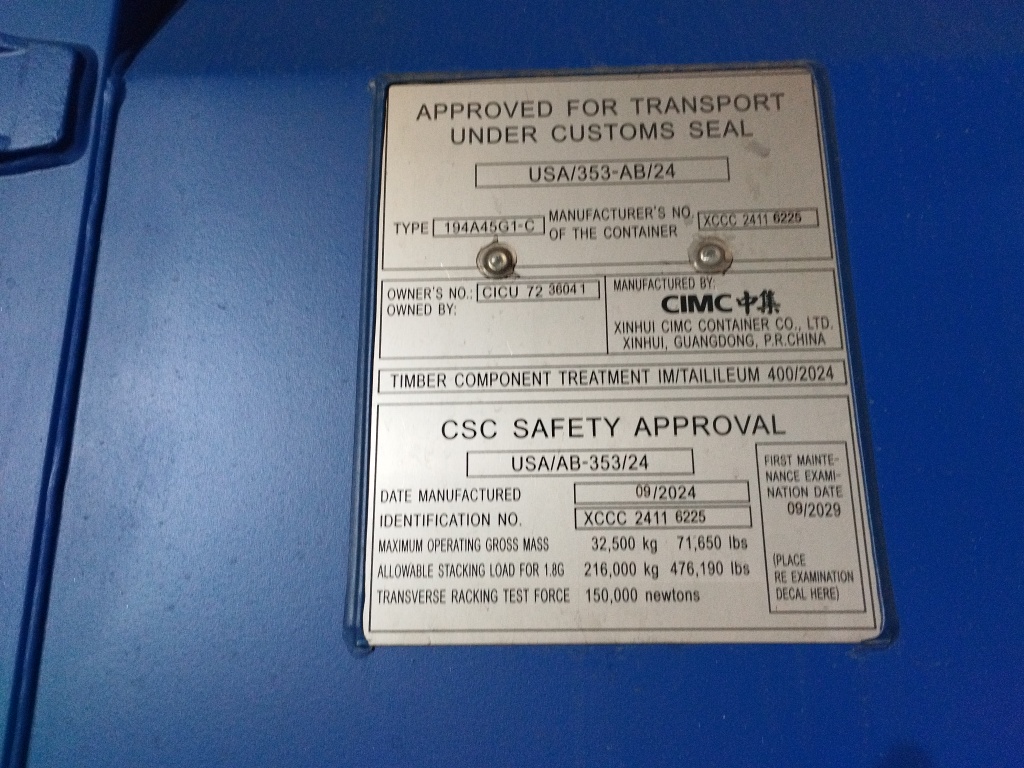 APPROVED FOR TRANSPORT
UNDER CUSTOMS SEAL
USA/353-AB/24
TYPE 194A45G1-C
MANUFACTURER'S NO.
OF THE CONTAINER
XCCC 2411 6225
OWNER'S NO.: CICU 72 3604 1
OWNED BY:
MANUFACTURED BY:
CIMC 中集
XINHUI CIMC CONTAINER CO., LTD.
XINHUI, GUANGDONG, P.R.CHINA
TIMBER COMPONENT TREATMENT IM/TAILILEUM 400/2024
CSC SAFETY APPROVAL
USA/AB-353/24
DATE MANUFACTURED 09/2024
IDENTIFICATION NO. XCCC 2411 6225
MAXIMUM OPERATING GROSS MASS 32,500 kg 71,650 lbs
ALLOWABLE STACKING LOAD FOR 1.8G 216,000 kg 476,190 lbs
TRANSVERSE RACKING TEST FORCE 150,000 newtons
FIRST MAINTE-
NANCE EXAMI-
NATION DATE
09/2029
(PLACE
RE EXAMINATION
DECAL HERE)